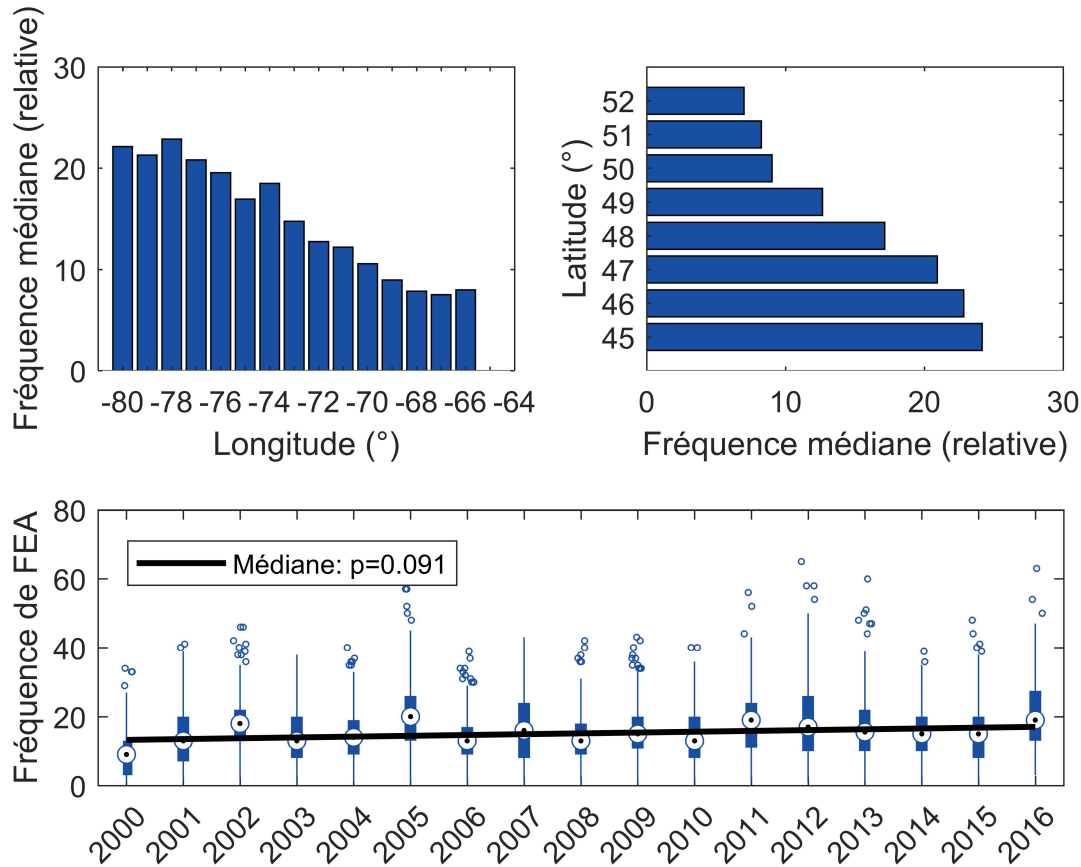 Fréquence médiane (relative)
30
20
10
0
-80 -78 -76 -74 -72 -70 -68 -66 -64
Longitude (°)
Latitude (°)
52
51
50
49
48
47
46
45
0 10 20 30
Fréquence médiane (relative)
Fréquence de FEA
80
60
40
20
0
Médiane: p=0.091
2000 2001 2002 2003 2004 2005 2006 2007 2008 2009 2010 2011 2012 2013 2014 2015 2016